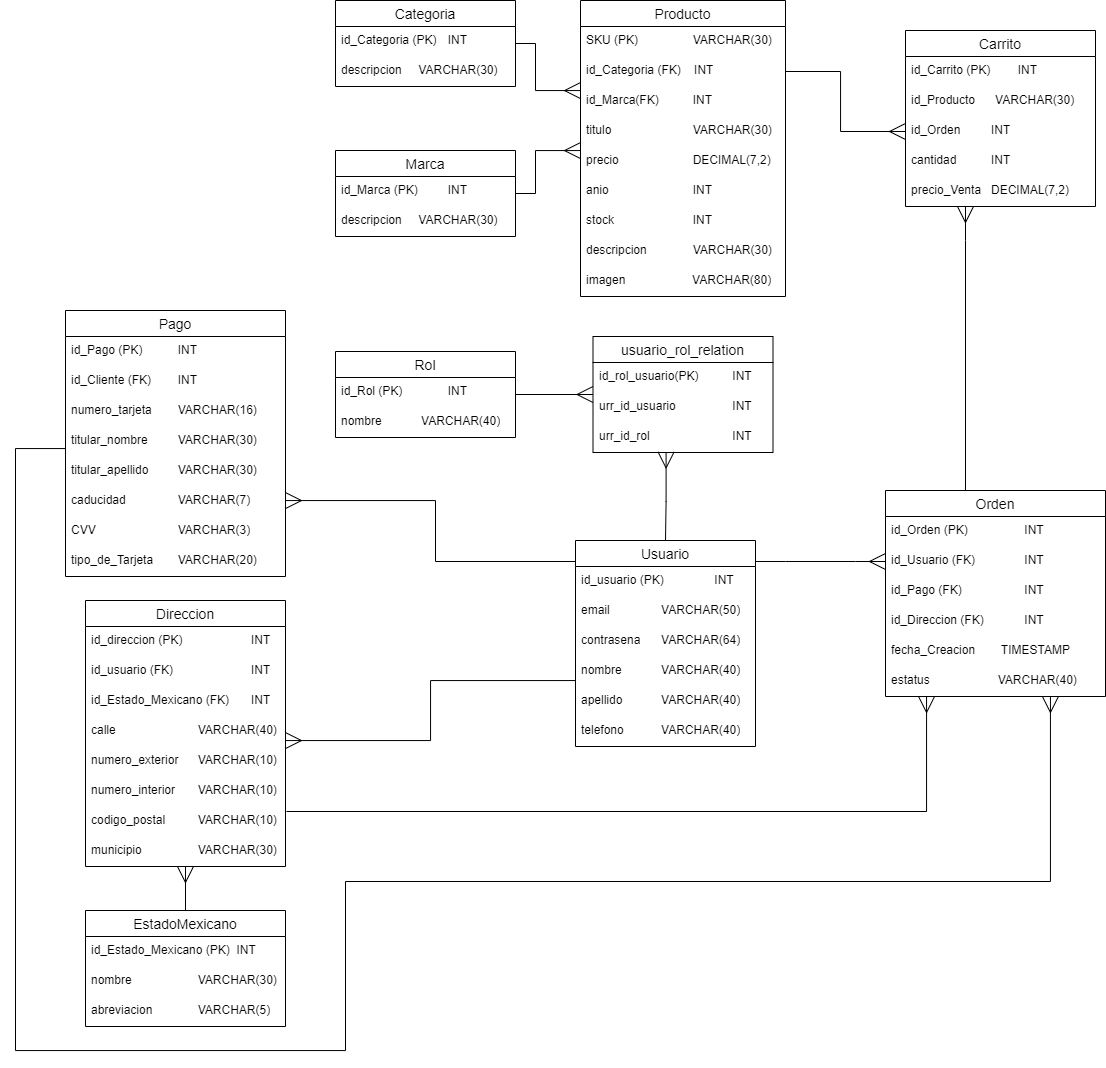 Categoria
id_Categoria (PK) INT
descripcion VARCHAR(30)
Producto
SKU (PK) VARCHAR(30)
id_Categoria (FK) INT
id_Marca(FK) INT
titulo VARCHAR(30)
precio DECIMAL(7,2)
anio INT
stock INT
descripcion VARCHAR(30)
imagen VARCHAR(80)
Carrito
id_Carrito (PK) INT
id_Producto VARCHAR(30)
id_Orden INT
cantidad INT
precio_Venta DECIMAL(7,2)
Marca
id_Marca (PK) INT
descripcion VARCHAR(30)
Pago
id_Pago (PK) INT
id_Cliente (FK) INT
numero_tarjeta VARCHAR(16)
titular_nombre VARCHAR(30)
titular_apellido VARCHAR(30)
caducidad VARCHAR(7)
CVV VARCHAR(3)
tipo_de_Tarjeta VARCHAR(20)
Rol
id_Rol (PK) INT
nombre VARCHAR(40)
usuario_rol_relation
id_rol_usuario(PK) INT
urr_id_usuario INT
urr_id_rol INT
Orden
id_Orden (PK) INT
id_Usuario (FK) INT
id_Pago (FK) INT
id_Direccion (FK) INT
fecha_Creacion TIMESTAMP
estatus VARCHAR(40)
Usuario
id_usuario (PK) INT
email VARCHAR(50)
contrasena VARCHAR(64)
nombre VARCHAR(40)
apellido VARCHAR(40)
telefono VARCHAR(40)
Direccion
id_direccion (PK) INT
id_usuario (FK) INT
id_Estado_Mexicano (FK) INT
calle VARCHAR(40)
numero_exterior VARCHAR(10)
numero_interior VARCHAR(10)
codigo_postal VARCHAR(10)
municipio VARCHAR(30)
EstadoMexicano
id_Estado_Mexicano (PK) INT
nombre VARCHAR(30)
abreviacion VARCHAR(5)